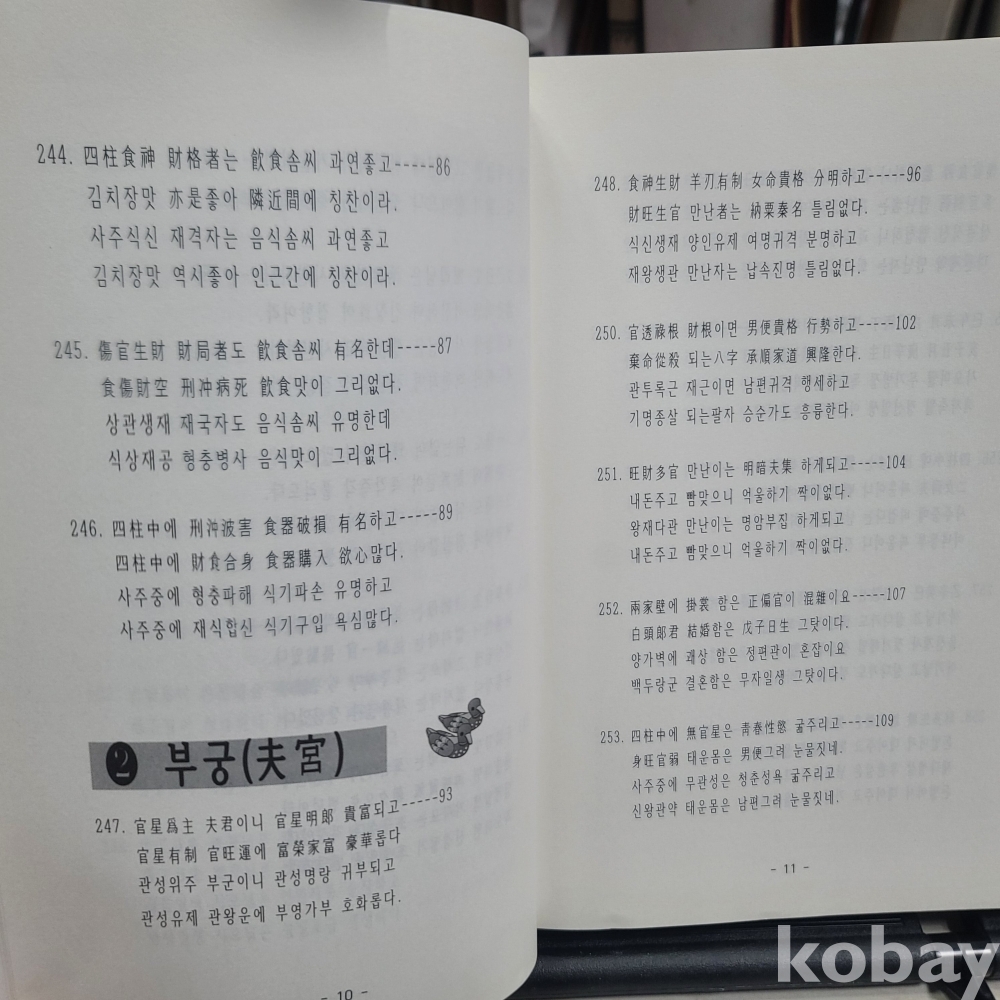 244. 四柱食神 財格者는 飮食솜씨 과연좋고-----86
김치장맛 亦是좋아 隣近間에 칭찬이라.
사주식신 재격자는 음식솜씨 과연좋고
김치장맛 역시좋아 인근간에 칭찬이라.
245. 傷官生財 財局者도 飮食솜씨 有名한데-----87
食傷財空 刑冲病死 飮食맛이 그리없다.
상관생재 재국자도 음식솜씨 유명한데
식상재공 형충병사 음식맛이 그리없다.
246. 四柱中에 刑沖波害 食器破損 有名하고-----89
四柱中에 財食合身 食器購入 欲心많다.
사주중에 형충파해 식기파손 유명하고
사주중에 재식합신 식기구입 욕심많다.
❷ 부궁(夫宮)
247. 官星爲主 夫君이니 官星明郎 貴富되고-----93
官星有制 官旺運에 富榮家富 豪華롭다
관성위주 부군이니 관성명랑 귀부되고
관성유제 관왕운에 부영가부 호화롭다.
- 10 -
248. 食神生財 羊刃有制 女命貴格 分明하고-----96
財旺生官 만난者는 納粟奏名 틀림없다.
식신생재 양인유제 여명귀격 분명하고
재왕생관 만난자는 납속진명 틀림없다.
250. 官透祿根 財根이면 男便貴格 行勢하고-----102
棄命從殺 되는八字 承順家道 興隆한다.
관투록근 재근이면 남편귀격 행세하고
기명종살 되는팔자 승순가도 흥륭한다.
251. 旺財多官 만난이는 明暗夫集 하게되고-----104
내돈주고 빰맞으니 억울하기 짝이없다.
왕재다관 만난이는 명암부집 하게되고
내돈주고 빰맞으니 억울하기 짝이없다.
252. 兩家壁에 掛裳 함은 正偏官이 混雜이요-----107
白頭郞君 結婚함은 戊子日生 그탓이다.
양가벽에 괘상 함은 정편관이 혼잡이요
백두랑군 결혼함은 무자일생 그탓이다.
253. 四柱中에 無官星은 靑春性慾 굶주리고-----109
身旺官弱 태운몸은 男便그려 눈물짓네.
사주중에 무관성은 청춘성욕 굶주리고
신왕관약 태운몸은 남편그려 눈물짓네.
- 11 -
kobay